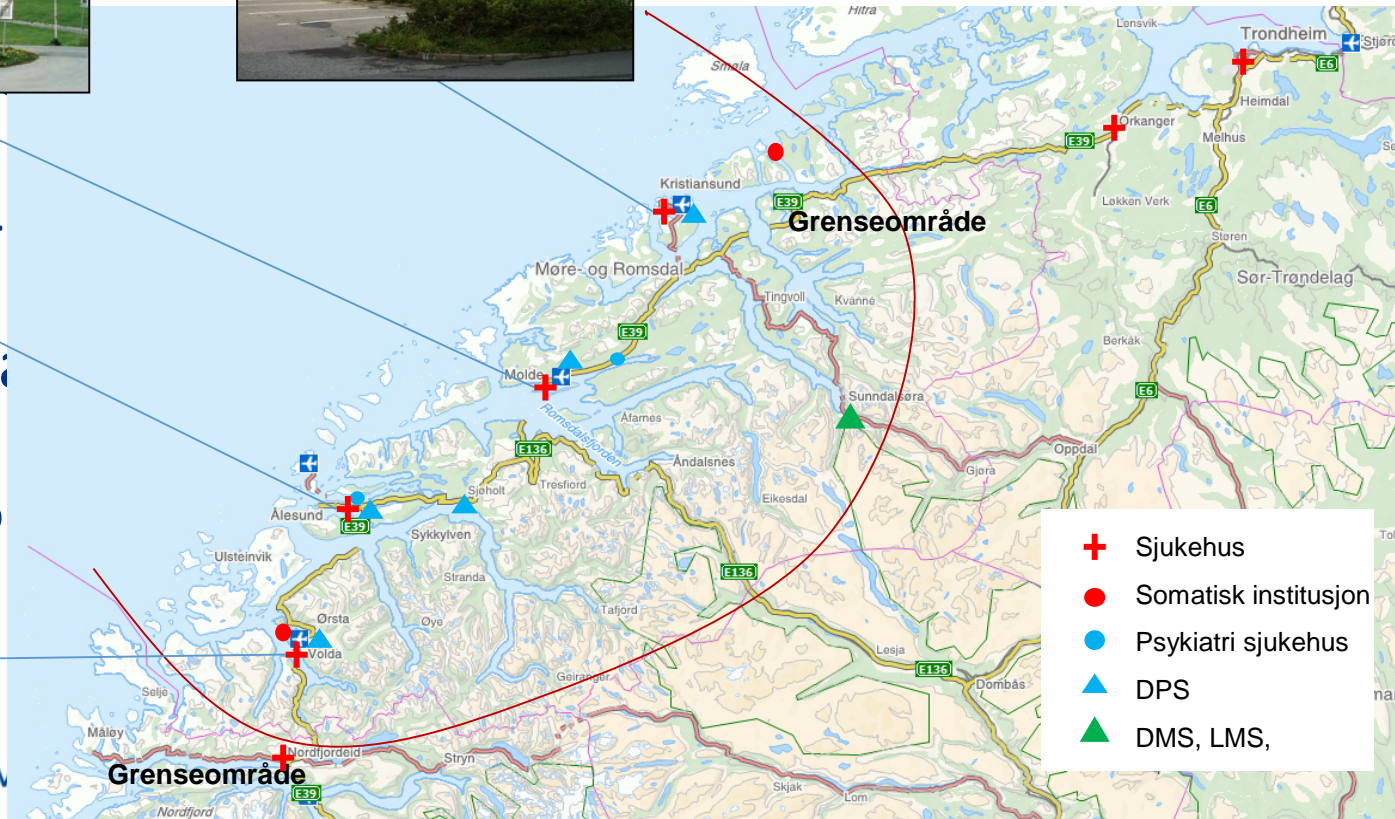 Hitra
Lensvik
Trondheim
Stjørd
E6
Smøla
Heimdal
Orkanger
E39
Melhus
Kristiansund
E39
Løkken Verk
E6
Grenseområde
Støren
Møre- og Romsdal
Sør-Trøndelag
Tingvoll
Kvanne
E39
Berkåk
Molde
Sunndalsøra
E6
Romsdalsfjorden
Åfarnes
E136
Oppdal
Åndalsnes
Gjøra
Sjøholt
Tresfjord
Eikesdal
Ålesund
E39
Sykkylven
Ulsteinvik
E136
Stranda
Tafjord
Ørsta
Øye
Volda
Lesja
E136
Geiranger
Dombås
Selje
Måløy
Nordfjordeid
Stryn
Grenseområde
E39
Skjak
Lom
Nordfjord
Sjukehus
Somatisk institusjon
Psykiatri sjukehus
DPS
DMS, LMS,